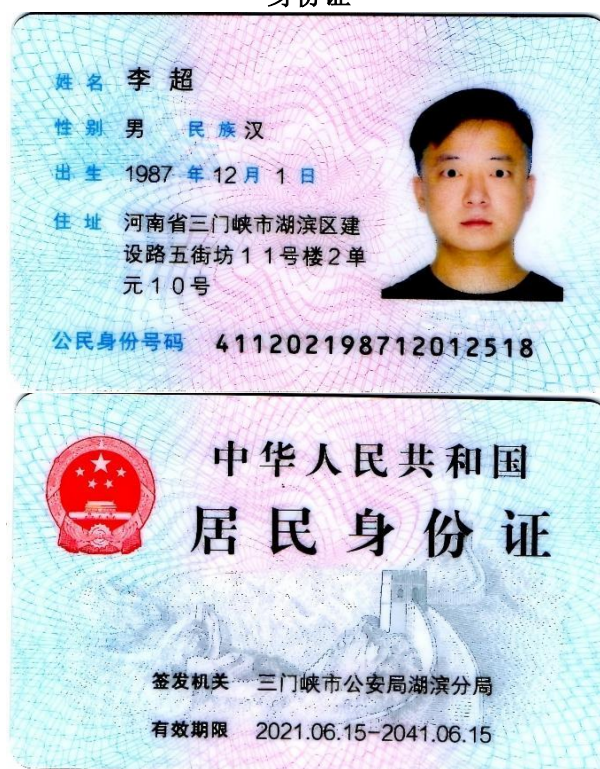 身份证
姓名 李超
性别 男 民族 汉
出生 1987 年 12 月 1 日
住址 河南省三门峡市湖滨区建
设路五街坊11号楼2单
元10号
公民身份号码 411202198712012518
中华人民共和国
居民身份证
签发机关 三门峡市公安局湖滨分局
有效期限 2021.06.15-2041.06.15